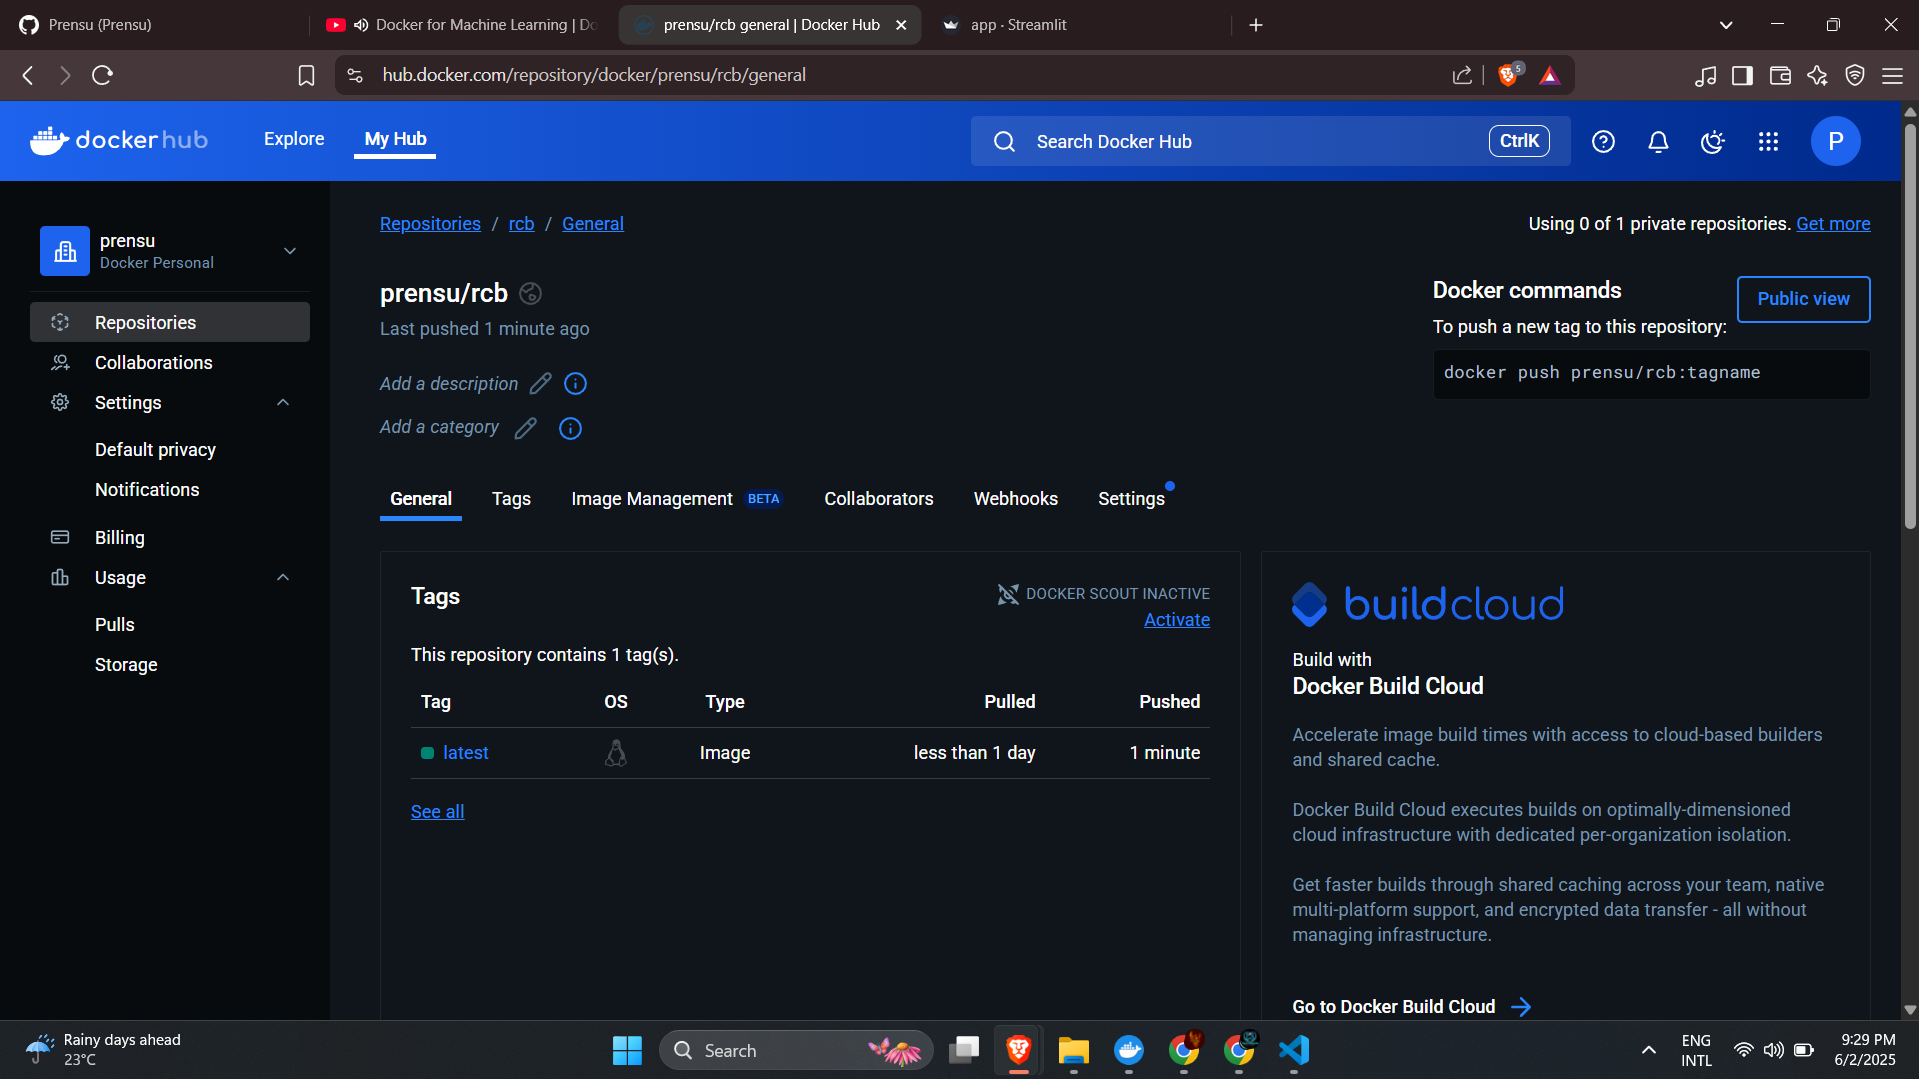 Prensu (Prensu)
Docker for Machine Learning | Do
prensu/rcb general | Docker Hub
app · Streamlit
hub.docker.com/repository/docker/prensu/rcb/general
5
dockerhub
Explore
My Hub
Search Docker Hub
CtrlK
P
prensu
Docker Personal
Repositories
Collaborations
Settings
Default privacy
Notifications
Billing
Usage
Pulls
Storage
Repositories / rcb / General
Using 0 of 1 private repositories. Get more
prensu/rcb
Last pushed 1 minute ago
Add a description
Add a category
Docker commands
Public view
To push a new tag to this repository:
docker push prensu/rcb:tagname
General
Tags
Image Management BETA
Collaborators
Webhooks
Settings
Tags
DOCKER SCOUT INACTIVE
Activate
This repository contains 1 tag(s).
Tag OS Type Pulled Pushed
latest Image less than 1 day 1 minute
See all
buildcloud
Build with
Docker Build Cloud
Accelerate image build times with access to cloud-based builders
and shared cache.
Docker Build Cloud executes builds on optimally-dimensioned
cloud infrastructure with dedicated per-organization isolation.
Get faster builds through shared caching across your team, native
multi-platform support, and encrypted data transfer - all without
managing infrastructure.
Go to Docker Build Cloud
Rainy days ahead
23°C
Search
ENG
INTL
9:29 PM
6/2/2025